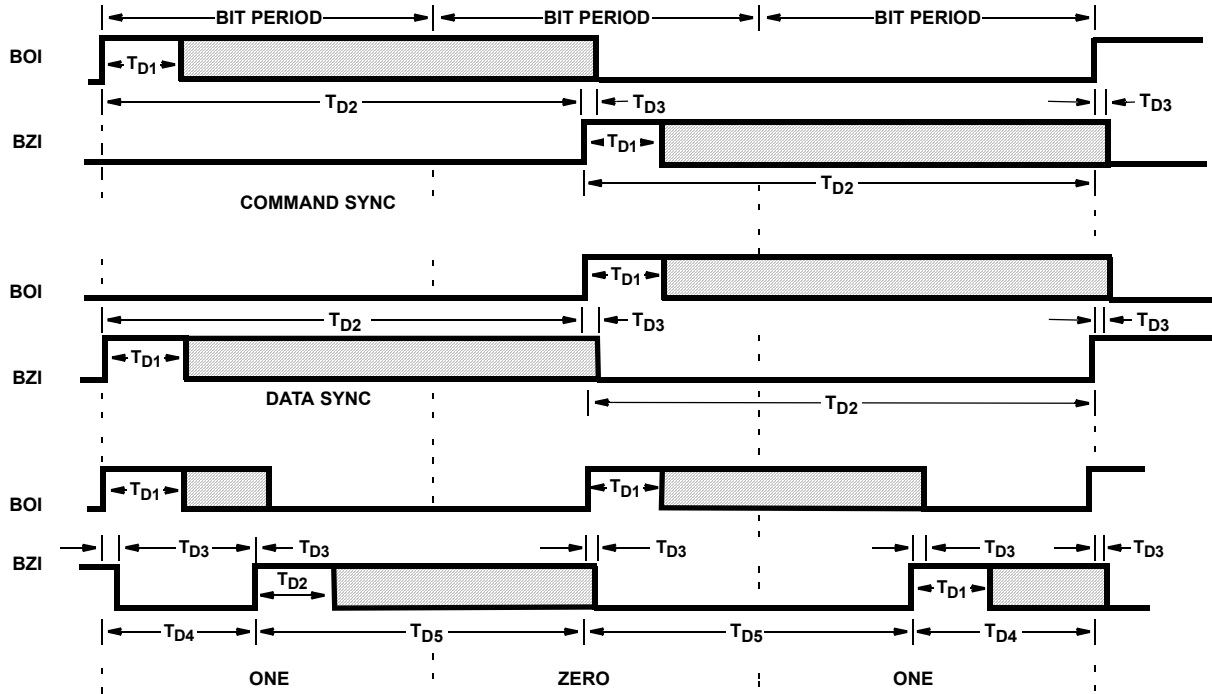 BIT PERIOD BIT PERIOD BIT PERIOD
BOI
TD1
TD2 TD3 TD3
BZI
TD1
TD2
COMMAND SYNC
TD1
BOI
TD2 TD3 TD3
TD1
BZI
DATA SYNC
TD2
TD1 TD1
BOI
TD3 TD3 TD3 TD3 TD3
BZI
TD2 TD1
TD4 TD5 TD5 TD4
ONE ZERO ONE